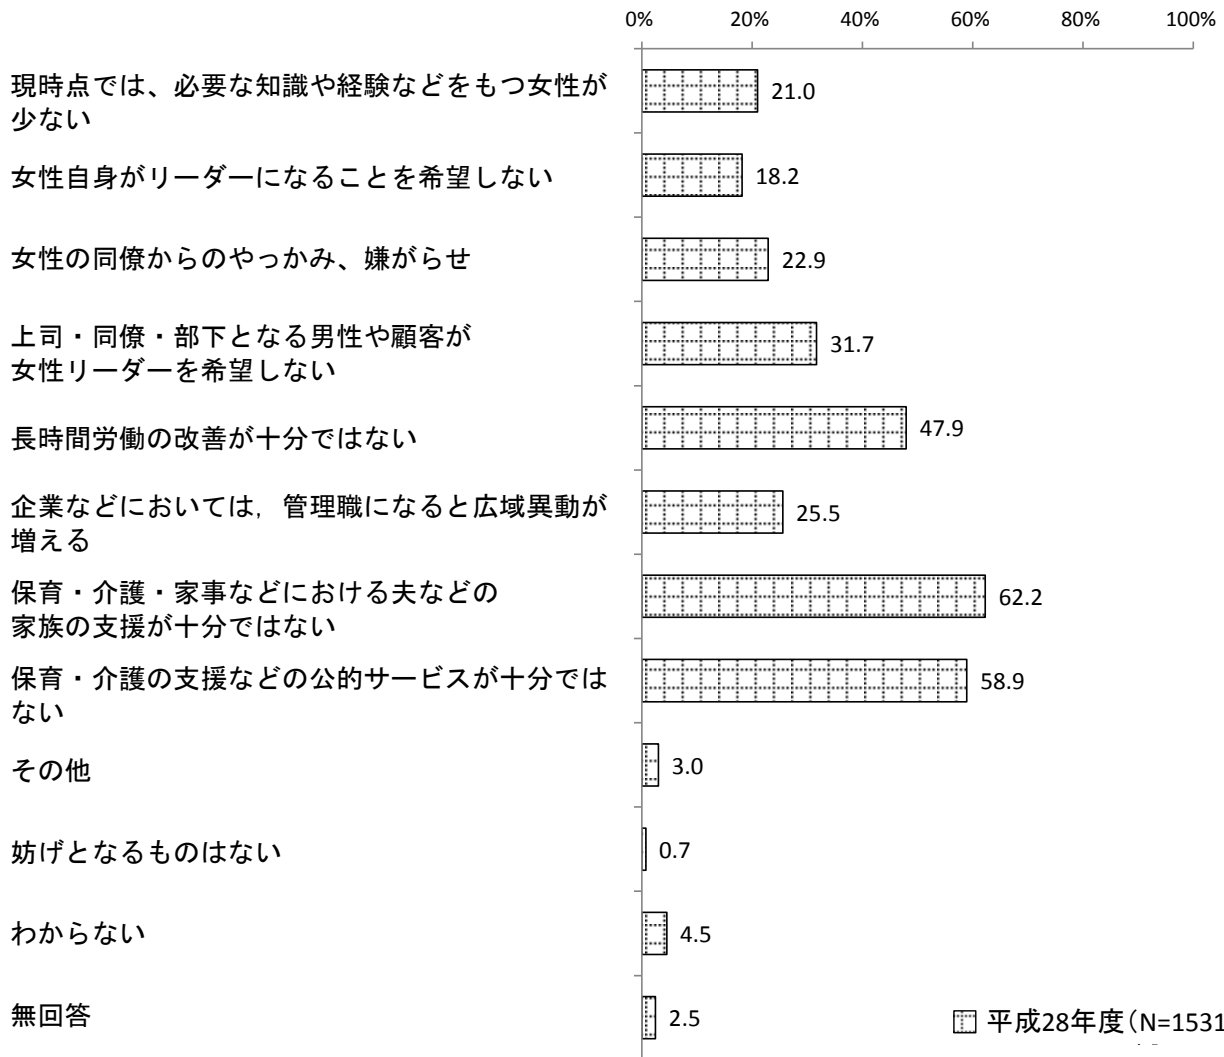 0% 20% 40% 60% 80% 100%
現時点では、必要な知識や経験などをもつ女性が
少ない
21.0
女性自身がリーダーになることを希望しない
18.2
女性の同僚からのやっかみ、嫌がらせ
22.9
上司・同僚・部下となる男性や顧客が
女性リーダーを希望しない
31.7
長時間労働の改善が十分ではない
47.9
企業などにおいては，管理職になると広域異動が
増える
25.5
保育・介護・家事などにおける夫などの
家族の支援が十分ではない
62.2
保育・介護の支援などの公的サービスが十分では
ない
58.9
その他
3.0
妨げとなるものはない
0.7
わからない
4.5
無回答
2.5
平成28年度（N=1531